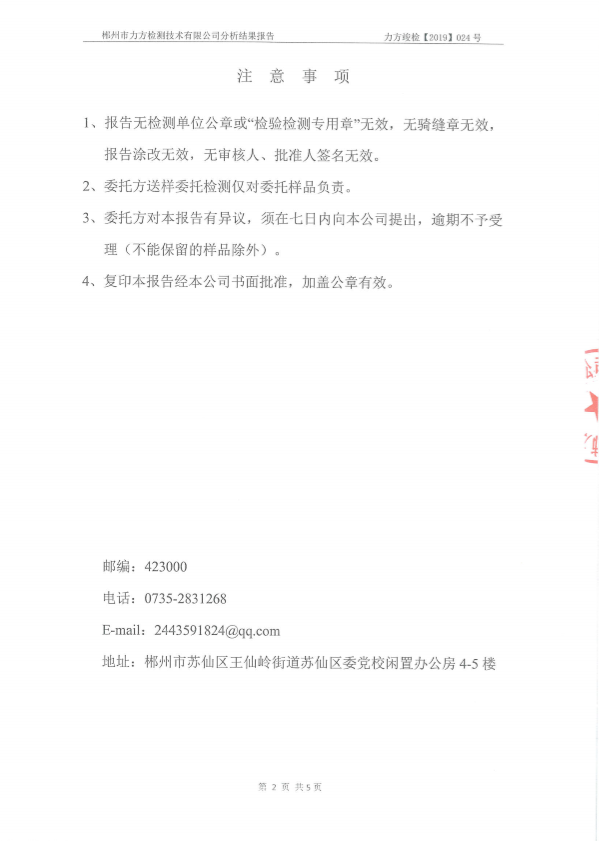 郴州市力方检测技术有限公司分析结果报告 力方竣检【2019】024号
注 意 事 项
1、报告无检测单位公章或“检验检测专用章”无效，无骑缝章无效，
报告涂改无效，无审核人、批准人签名无效。
2、委托方送样委托检测仅对委托样品负责。
3、委托方对本报告有异议，须在七日内向本公司提出，逾期不予受
理（不能保留的样品除外）。
4、复印本报告经本公司书面批准，加盖公章有效。
邮编：423000
电话：0735-2831268
E-mail：2443591824@qq.com
地址：郴州市苏仙区王仙岭街道苏仙区委党校闲置办公房 4-5 楼
第 2 页 共5页